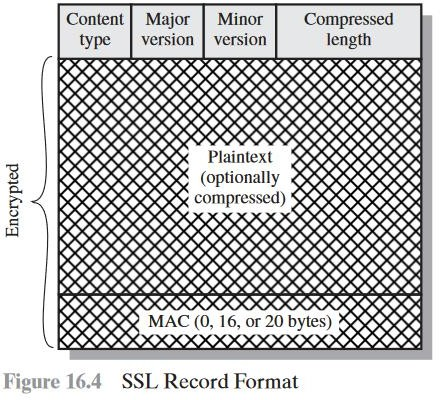 Content type
Major version
Minor version
Compressed length
Encrypted
Plaintext
(optionally
compressed)
MAC (0, 16, or 20 bytes)
Figure 16.4 SSL Record Format